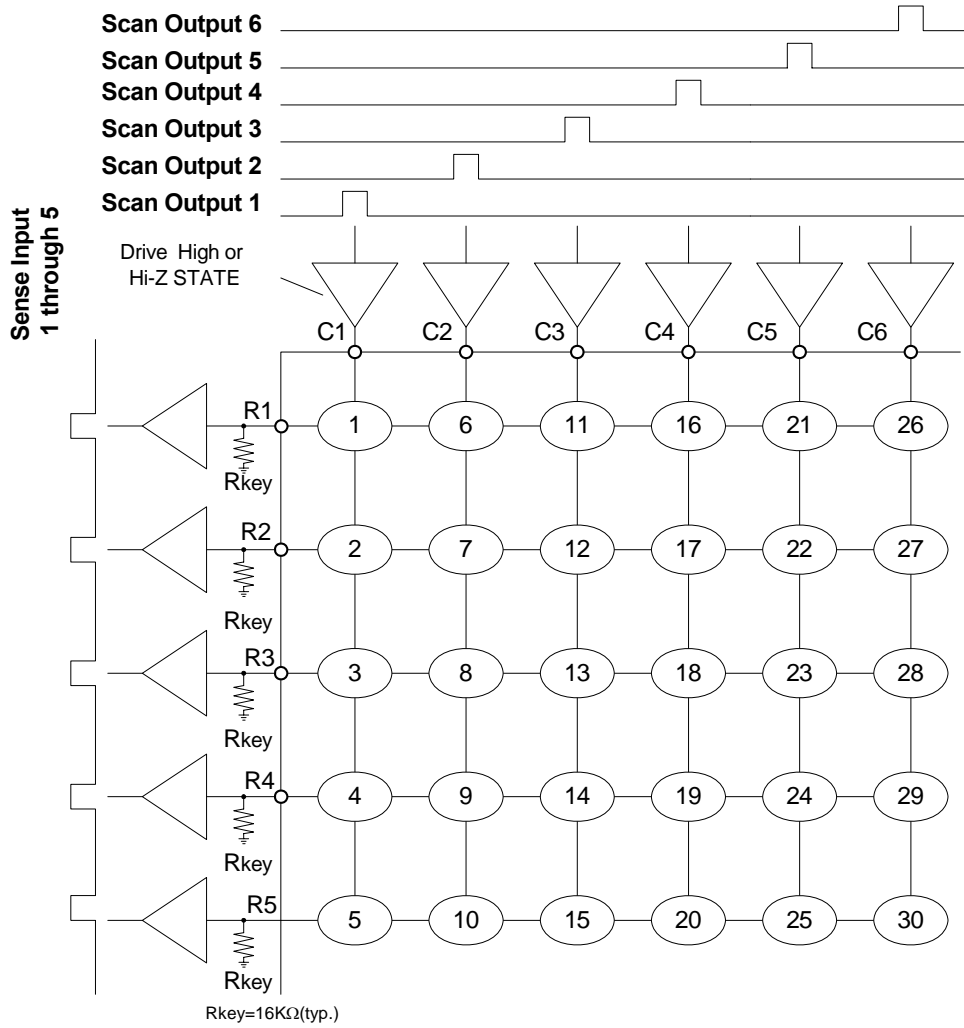 Scan Output 6
Scan Output 5
Scan Output 4
Scan Output 3
Scan Output 2
Scan Output 1
Sense Input
1 through 5
Drive High or
Hi-Z STATE
C1 C2 C3 C4 C5 C6
R1 1 6 11 16 21 26
Rkey
R2 2 7 12 17 22 27
Rkey
R3 3 8 13 18 23 28
Rkey
R4 4 9 14 19 24 29
Rkey
R5 5 10 15 20 25 30
Rkey
Rkey=16KΩ(typ.)